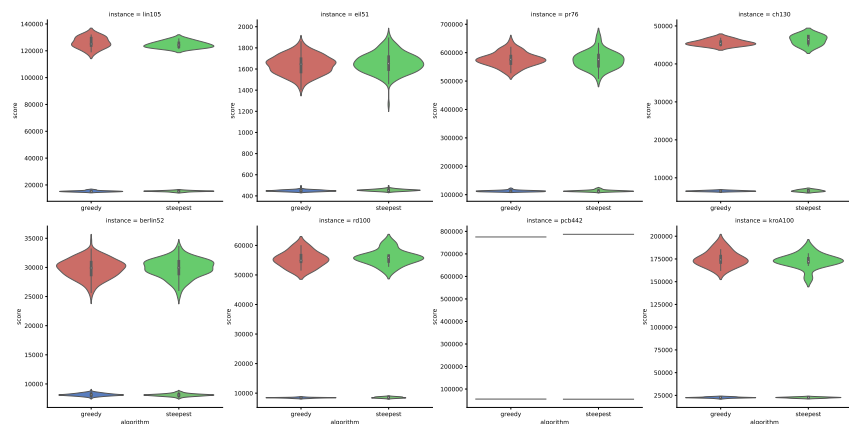 instance = lin105
instance = eil51
instance = pr76
instance = ch130
140000
120000
100000
80000
60000
40000
20000
score
greedy
steepest
2000
1800
1600
1400
1200
1000
800
600
400
score
greedy
steepest
700000
600000
500000
400000
300000
200000
100000
score
greedy
steepest
50000
40000
30000
20000
10000
score
greedy
steepest
instance = berlin52
instance = rd100
instance = pcb442
instance = kroA100
35000
30000
25000
20000
15000
10000
score
greedy
steepest
algorithm
60000
50000
40000
30000
20000
10000
score
greedy
steepest
algorithm
800000
700000
600000
500000
400000
300000
200000
100000
score
greedy
steepest
algorithm
200000
175000
150000
125000
100000
75000
50000
25000
score
greedy
steepest
algorithm